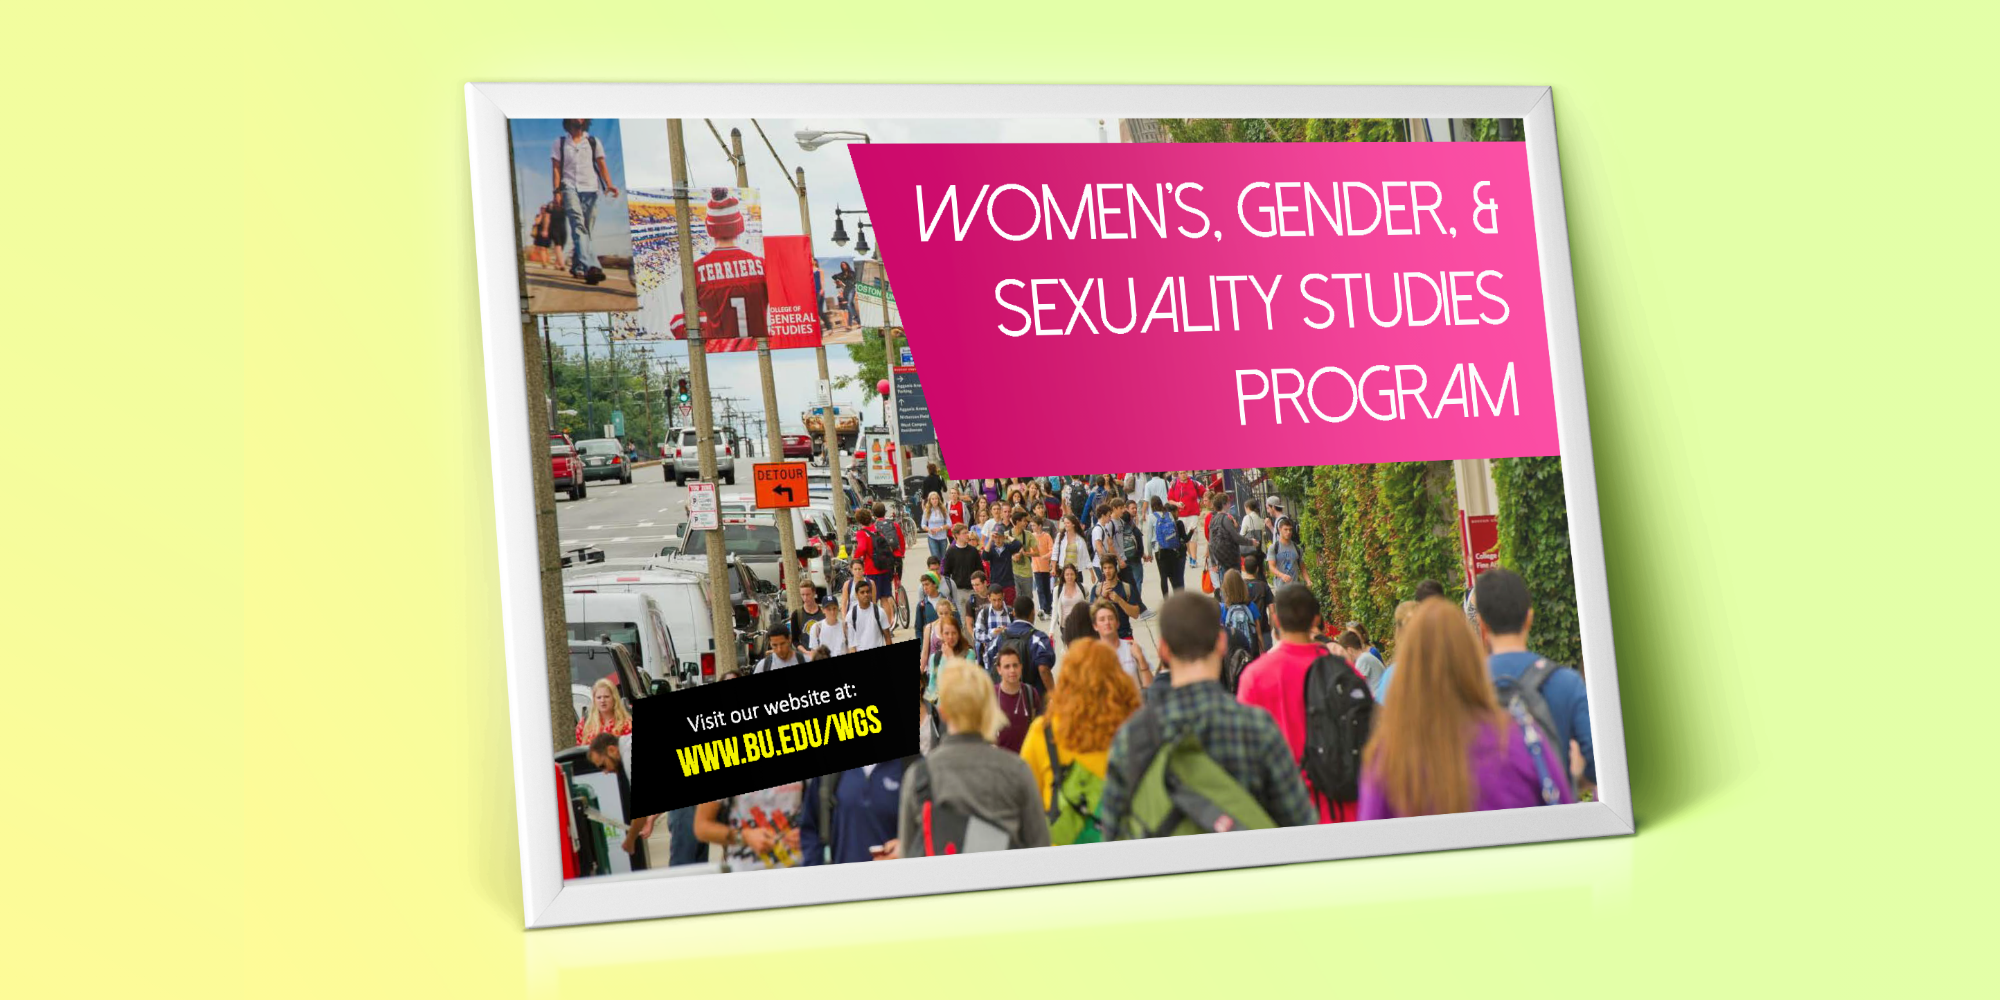 WOMEN'S, GENDER, &
SEXUALITY STUDIES
PROGRAM
TERRIERS
1
COLLEGE OF
GENERAL
STUDIES
DETOUR
Visit our website at:
WWW.BU.EDU/WGS